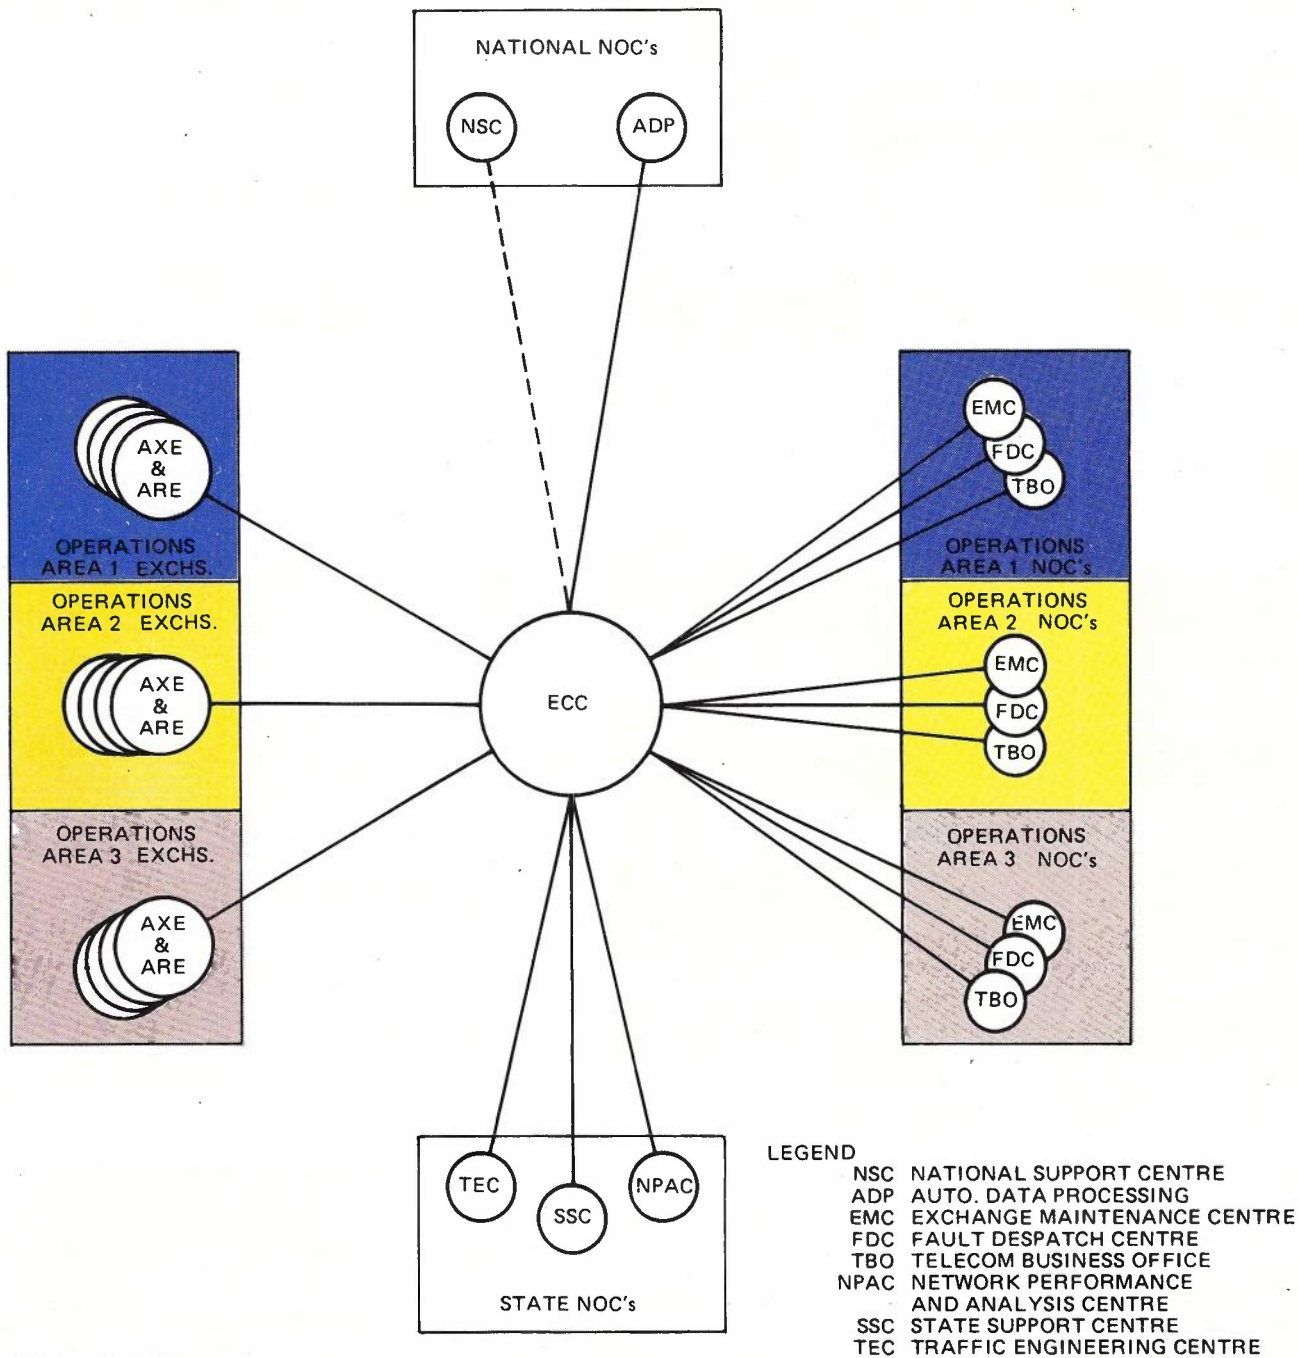 NATIONAL NOC's
NSC
ADP
AXE
&
ARE
OPERATIONS
AREA 1 EXCHS.
OPERATIONS
AREA 2 EXCHS.
AXE
&
ARE
OPERATIONS
AREA 3 EXCHS.
AXE
&
ARE
ECC
EMC
FDC
TBO
OPERATIONS
AREA 1 NOC's
OPERATIONS
AREA 2 NOC's
EMC
FDC
TBO
OPERATIONS
AREA 3 NOC's
EMC
FDC
TBO
TEC
SSC
NPAC
STATE NOC's
LEGEND
NSC NATIONAL SUPPORT CENTRE
ADP AUTO. DATA PROCESSING
EMC EXCHANGE MAINTENANCE CENTRE
FDC FAULT DESPATCH CENTRE
TBO TELECOM BUSINESS OFFICE
NPAC NETWORK PERFORMANCE
AND ANALYSIS CENTRE
SSC STATE SUPPORT CENTRE
TEC TRAFFIC ENGINEERING CENTRE